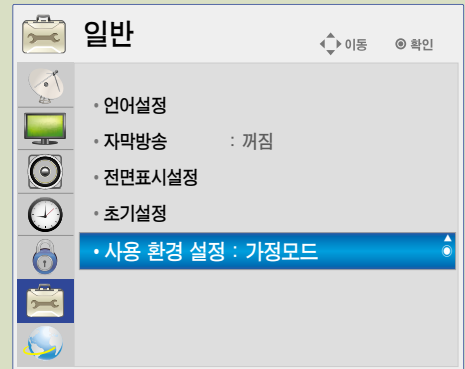 일반
이동 확인
• 언어설정
• 자막방송 : 꺼짐
• 전면표시설정
• 초기설정
• 사용 환경 설정 : 가정모드